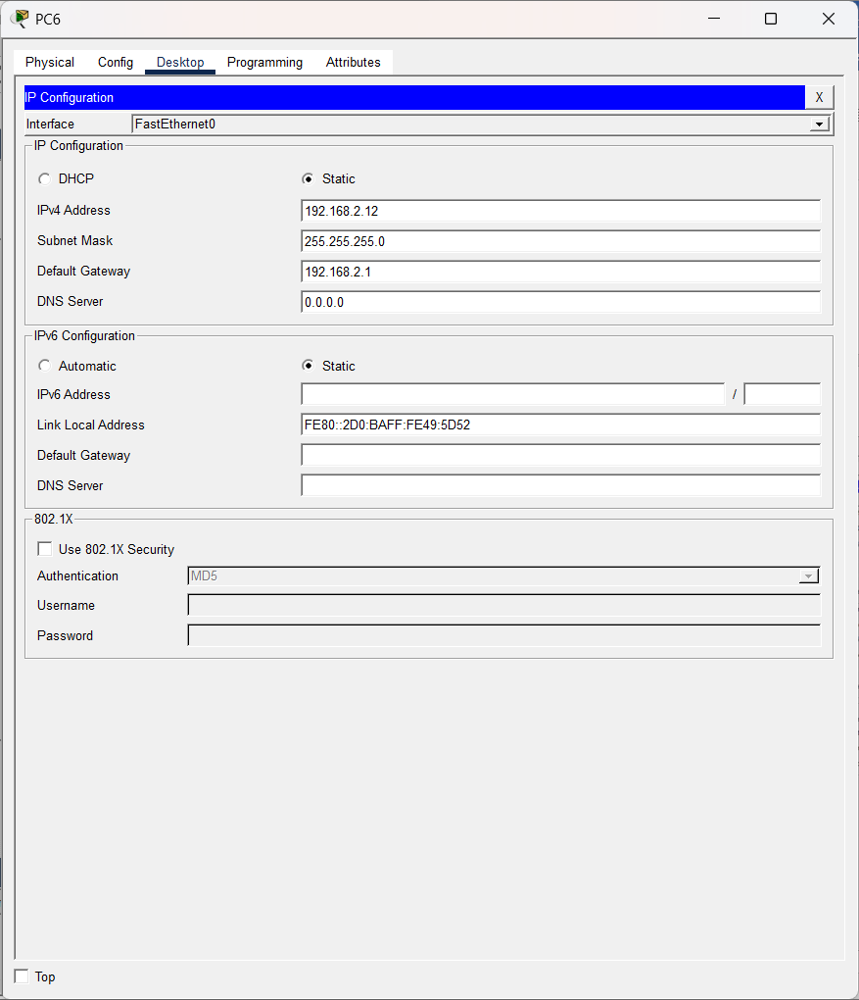 PC6
Physical Config Desktop Programming Attributes
IP Configuration X
Interface FastEthernet0
IP Configuration
DHCP Static
IPv4 Address 192.168.2.12
Subnet Mask 255.255.255.0
Default Gateway 192.168.2.1
DNS Server 0.0.0.0
IPv6 Configuration
Automatic Static
IPv6 Address /
Link Local Address FE80::2D0:BAFF:FE49:5D52
Default Gateway
DNS Server
802.1X
Use 802.1X Security
Authentication MD5
Username
Password
Top